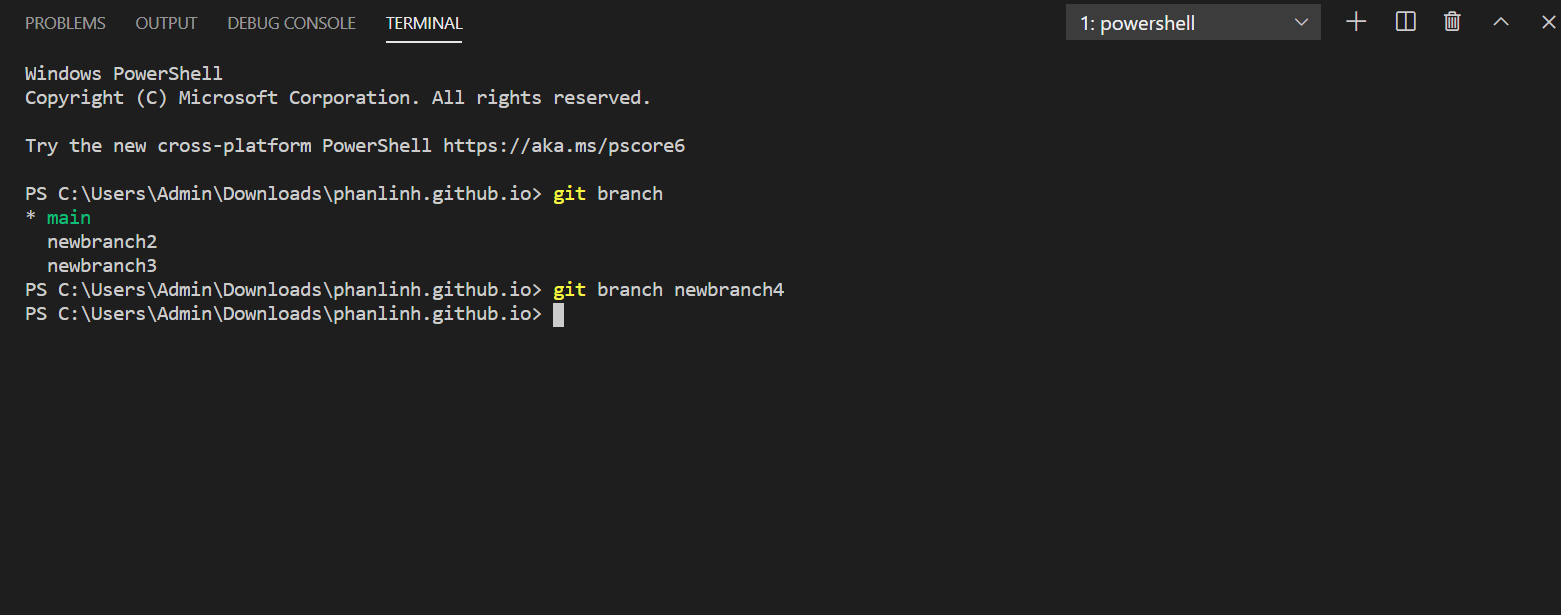 PROBLEMS OUTPUT DEBUG CONSOLE TERMINAL 1: powershell
Windows PowerShell
Copyright (C) Microsoft Corporation. All rights reserved.
Try the new cross-platform PowerShell https://aka.ms/pscore6
PS C:\Users\Admin\Downloads\phanlinh.github.io> git branch
* main
  newbranch2
  newbranch3
PS C:\Users\Admin\Downloads\phanlinh.github.io> git branch newbranch4
PS C:\Users\Admin\Downloads\phanlinh.github.io>